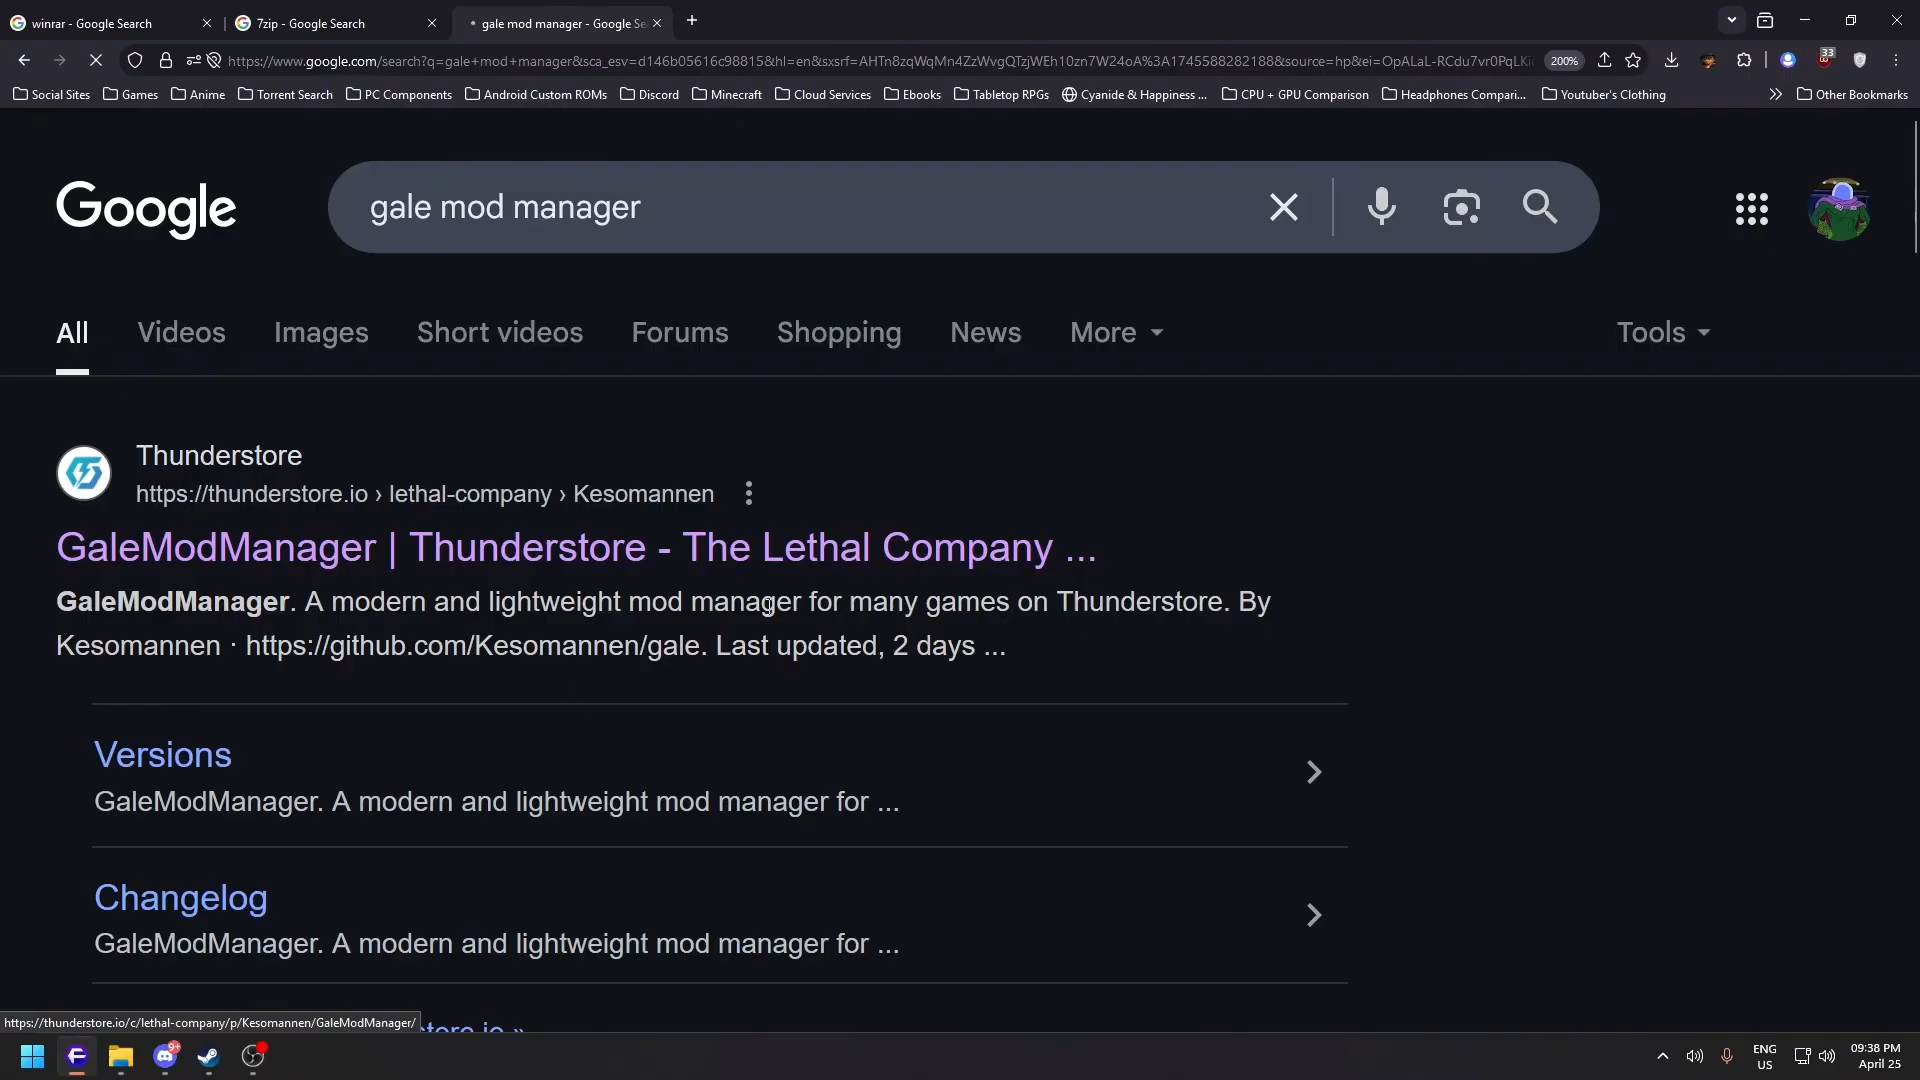 winrar - Google Search
7zip - Google Search
gale mod manager - Google Se
https://www.google.com/search?q=gale+mod+manager&sca_esv=d146b05616c98815&hl=en&sxsrf=AHTn8zqWqMn4ZzWvgQTzjWEh10zn7W24oA%3A1745588282188&source=hp&ei=OpALaL-RCdu7vr0PqLKi
200%
33
Social Sites
Games
Anime
Torrent Search
PC Components
Android Custom ROMs
Discord
Minecraft
Cloud Services
Ebooks
Tabletop RPGs
Cyanide & Happiness ...
CPU + GPU Comparison
Headphones Compari...
Youtuber's Clothing
Other Bookmarks
Google
gale mod manager
All
Videos
Images
Short videos
Forums
Shopping
News
More
Tools
Thunderstore
https://thunderstore.io › lethal-company › Kesomannen
GaleModManager | Thunderstore - The Lethal Company ...
GaleModManager. A modern and lightweight mod manager for many games on Thunderstore. By
Kesomannen · https://github.com/Kesomannen/gale. Last updated, 2 days ...
Versions
GaleModManager. A modern and lightweight mod manager for ...
Changelog
GaleModManager. A modern and lightweight mod manager for ...
https://thunderstore.io/c/lethal-company/p/Kesomannen/GaleModManager/
tore.io »
9+
ENG
US
09:38 PM
April 25